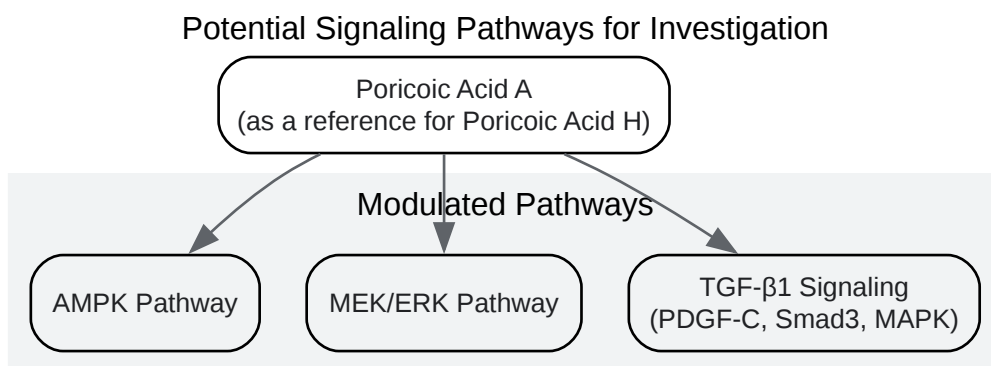 Potential Signaling Pathways for Investigation
Poricoic Acid A
(as a reference for Poricoic Acid H)
Modulated Pathways
AMPK Pathway
MEK/ERK Pathway
TGF-β1 Signaling
(PDGF-C, Smad3, MAPK)